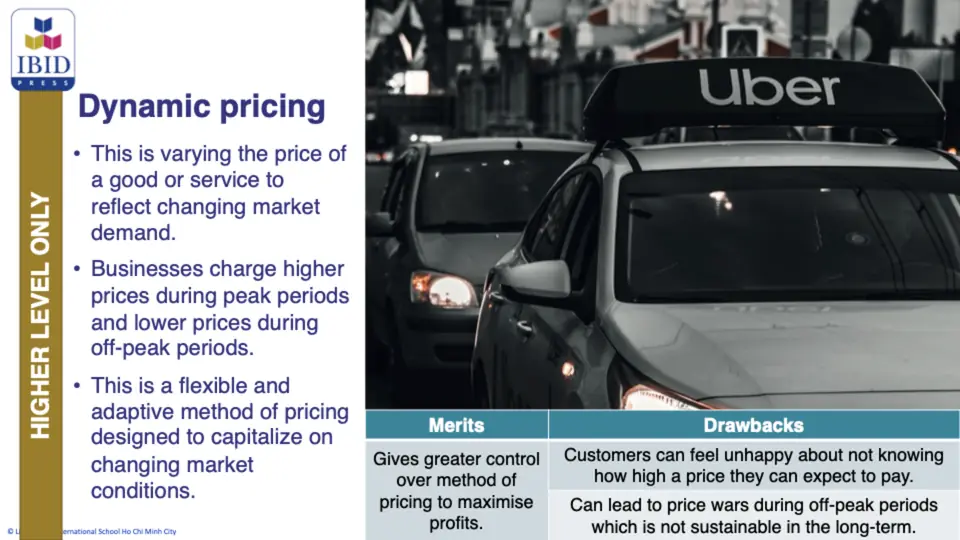 IBID
PRESS
HIGHER LEVEL ONLY
Dynamic pricing
• This is varying the price of
a good or service to
reflect changing market
demand.
• Businesses charge higher
prices during peak periods
and lower prices during
off-peak periods.
• This is a flexible and
adaptive method of pricing
designed to capitalize on
changing market
conditions.
Uber
Merits
Drawbacks
Gives greater control
over method of
pricing to maximise
profits.
Customers can feel unhappy about not knowing
how high a price they can expect to pay.
Can lead to price wars during off-peak periods
which is not sustainable in the long-term.
© International School Ho Chi Minh City